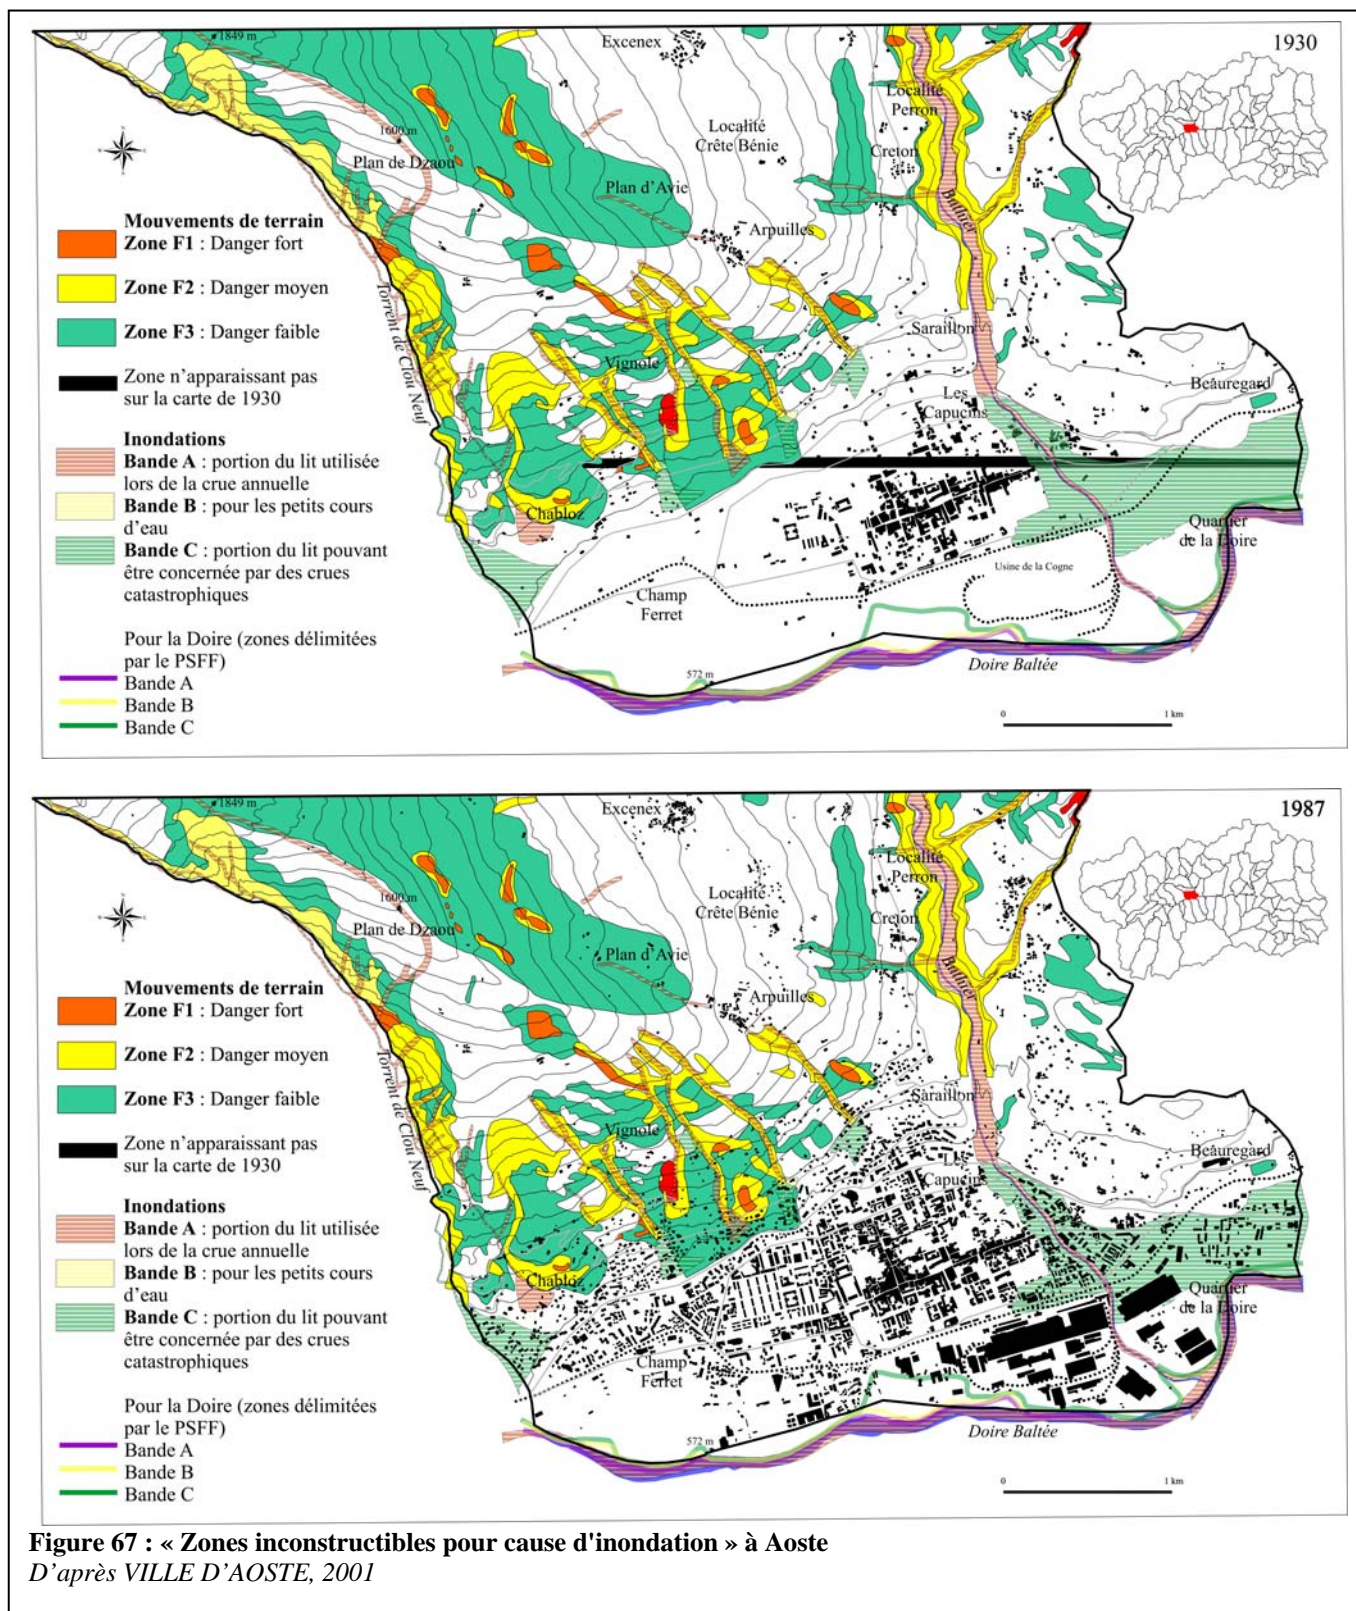 1849 m
Excenex
1930
Localité
Perron
1600 m
Localité
Crête Bénie
Plan de Dzaou
Creton
Plan d'Avie
Buthier
Arpuilles
Mouvements de terrain
Zone F1 : Danger fort
Zone F2 : Danger moyen
Zone F3 : Danger faible
Torrent de Clou Neuf
Saraillon
Vignole
Zone n'apparaissant pas
sur la carte de 1930
Beauregard
Les
Capucins
Inondations
Bande A : portion du lit utilisée
lors de la crue annuelle
Bande B : pour les petits cours
d'eau
Bande C : portion du lit pouvant
être concernée par des crues
catastrophiques
Chabloz
Quartier
de la Doire
Usine de la Cogne
Champ
Ferret
Pour la Doire (zones délimitées
par le PSFF)
Bande A
Bande B
Bande C
572 m
Doire Baltée
0 1 km
1849 m
Excenex
1987
Localité
Perron
1600 m
Localité
Crête Bénie
Plan de Dzaou
Creton
Plan d'Avie
Buthier
Arpuilles
Mouvements de terrain
Zone F1 : Danger fort
Zone F2 : Danger moyen
Zone F3 : Danger faible
Torrent de Clou Neuf
Saraillon
Vignole
Zone n'apparaissant pas
sur la carte de 1930
Beauregard
Les
Capucins
Inondations
Bande A : portion du lit utilisée
lors de la crue annuelle
Bande B : pour les petits cours
d'eau
Bande C : portion du lit pouvant
être concernée par des crues
catastrophiques
Chabloz
Quartier
de la Doire
Champ
Ferret
Pour la Doire (zones délimitées
par le PSFF)
Bande A
Bande B
Bande C
572 m
Doire Baltée
0 1 km
Figure 67 : « Zones inconstructibles pour cause d'inondation » à Aoste
D'après VILLE D'AOSTE, 2001